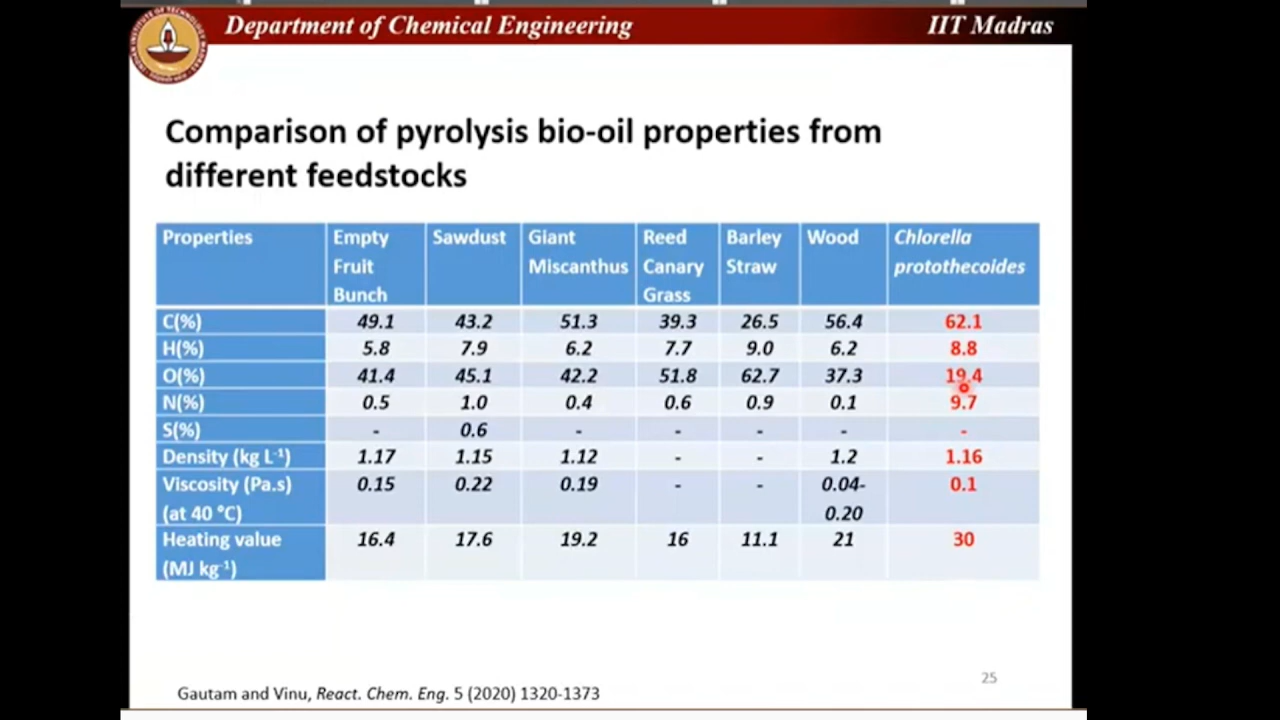 Department of Chemical Engineering IIT Madras
Comparison of pyrolysis bio-oil properties from
different feedstocks
Properties Empty Fruit Bunch Sawdust Giant Miscanthus Reed Canary Grass Barley Straw Wood Chlorella protothecoides
C(%) 49.1 43.2 51.3 39.3 26.5 56.4 62.1
H(%) 5.8 7.9 6.2 7.7 9.0 6.2 8.8
O(%) 41.4 45.1 42.2 51.8 62.7 37.3 19.4
N(%) 0.5 1.0 0.4 0.6 0.9 0.1 9.7
S(%) - 0.6 - - - - -
Density (kg L⁻¹) 1.17 1.15 1.12 - - 1.2 1.16
Viscosity (Pa.s) (at 40 °C) 0.15 0.22 0.19 - - 0.04-0.20 0.1
Heating value (MJ kg⁻¹) 16.4 17.6 19.2 16 11.1 21 30
25
Gautam and Vinu, React. Chem. Eng. 5 (2020) 1320-1373